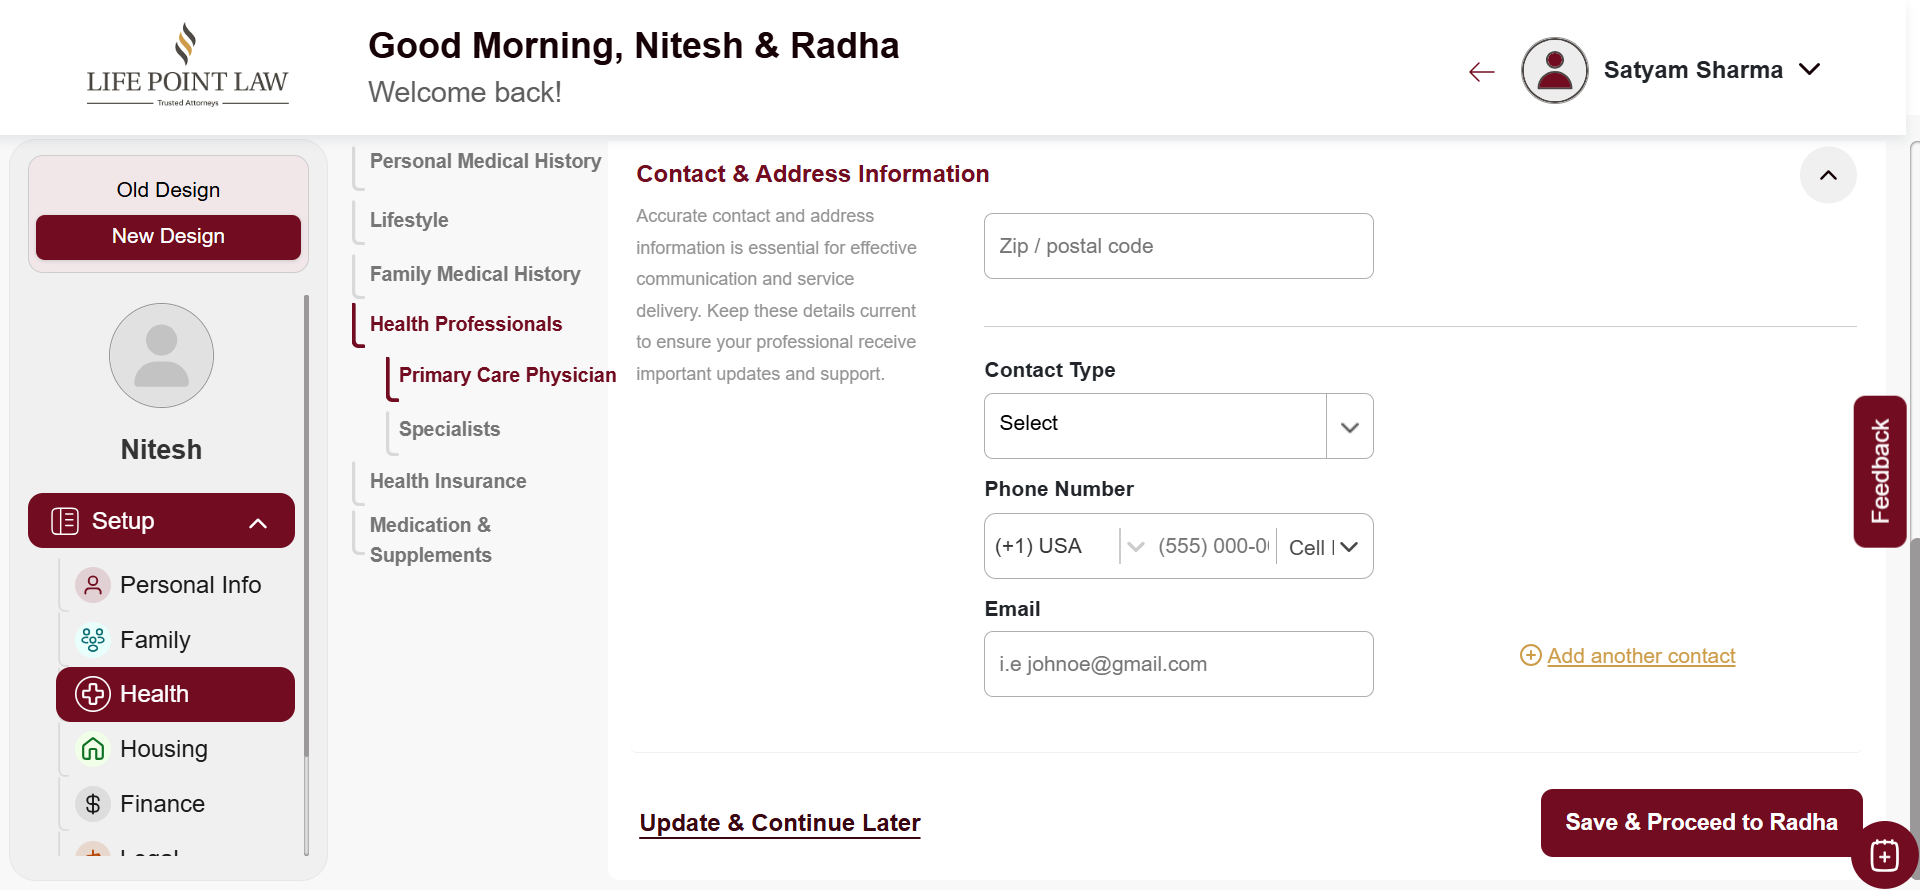 LIFE POINT LAW
Trusted Attorneys
Good Morning, Nitesh & Radha
Welcome back!
Satyam Sharma
Old Design
New Design
Nitesh
Setup
Personal Info
Family
Health
Housing
Finance
Personal Medical History
Lifestyle
Family Medical History
Health Professionals
Primary Care Physician
Specialists
Health Insurance
Medication &
Supplements
Contact & Address Information
Accurate contact and address
information is essential for effective
communication and service
delivery. Keep these details current
to ensure your professional receive
important updates and support.
Zip / postal code
Contact Type
Select
Phone Number
(+1) USA
(555) 000-0
Cell
Email
i.e johnoe@gmail.com
Add another contact
Update & Continue Later
Save & Proceed to Radha
Feedback